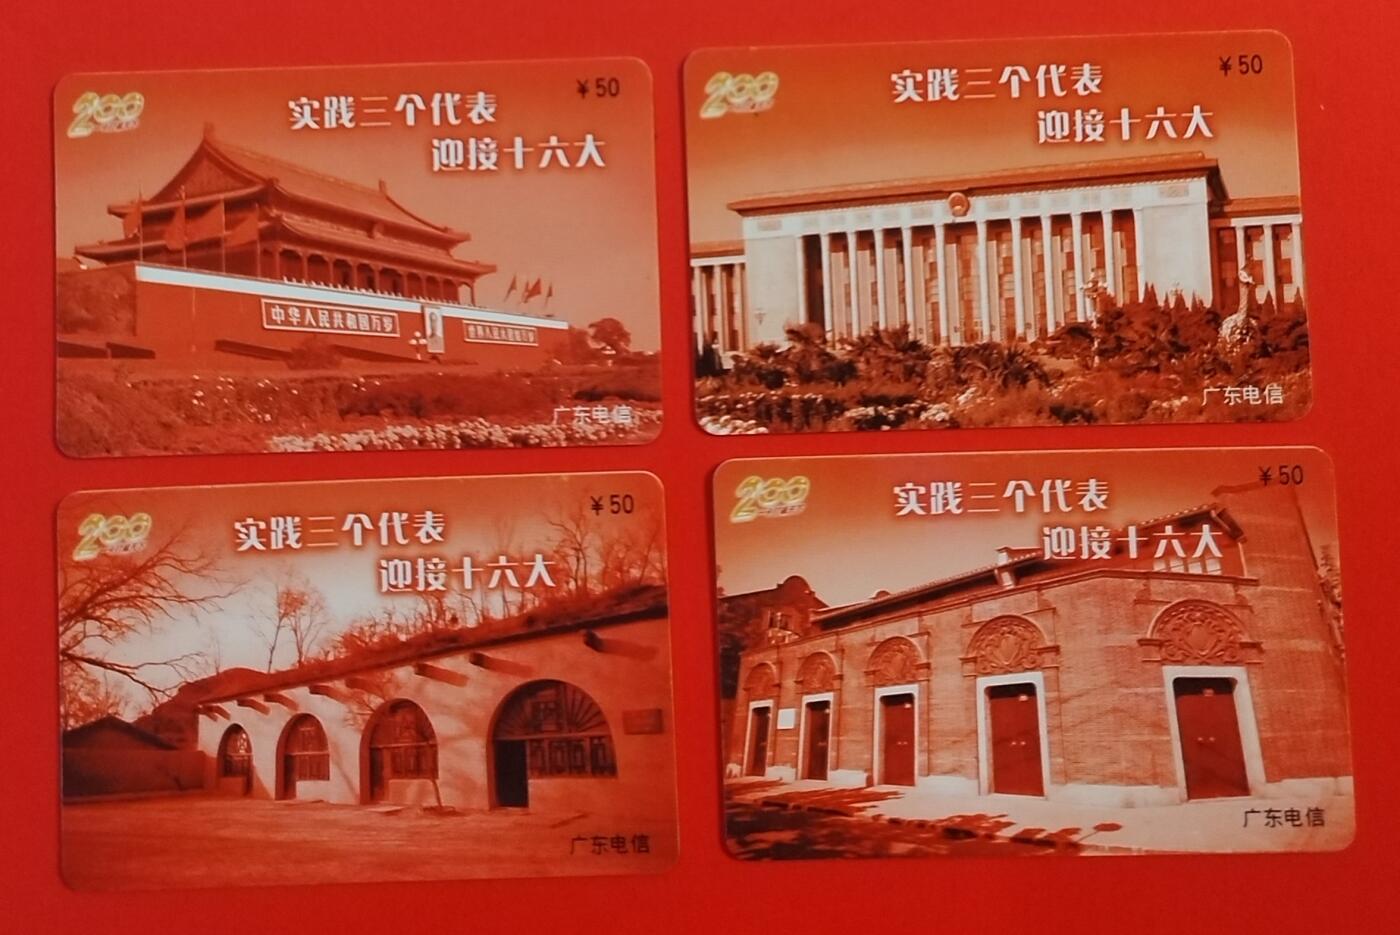 200
¥50
实践三个代表
迎接十六大
中华人民共和国万岁
世界人民大团结万岁
广东电信
200
¥50
实践三个代表
迎接十六大
广东电信
200
¥50
实践三个代表
迎接十六大
广东电信
200
¥50
实践三个代表
迎接十六大
广东电信